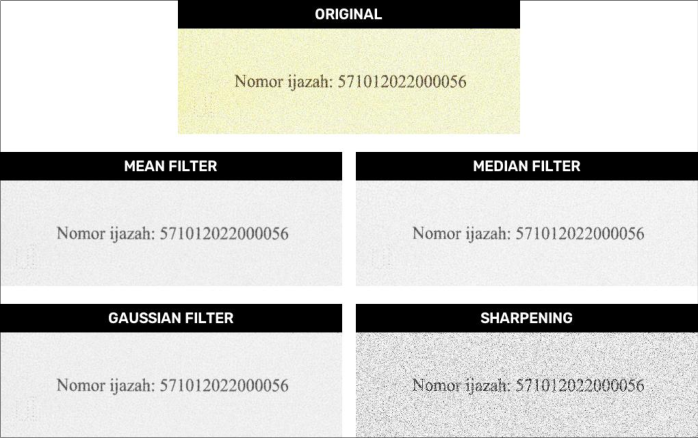 ORIGINAL
Nomor ijazah: 571012022000056
MEAN FILTER
Nomor ijazah: 571012022000056
MEDIAN FILTER
Nomor ijazah: 571012022000056
GAUSSIAN FILTER
Nomor ijazah: 571012022000056
SHARPENING
Nomor ijazah: 571012022000056